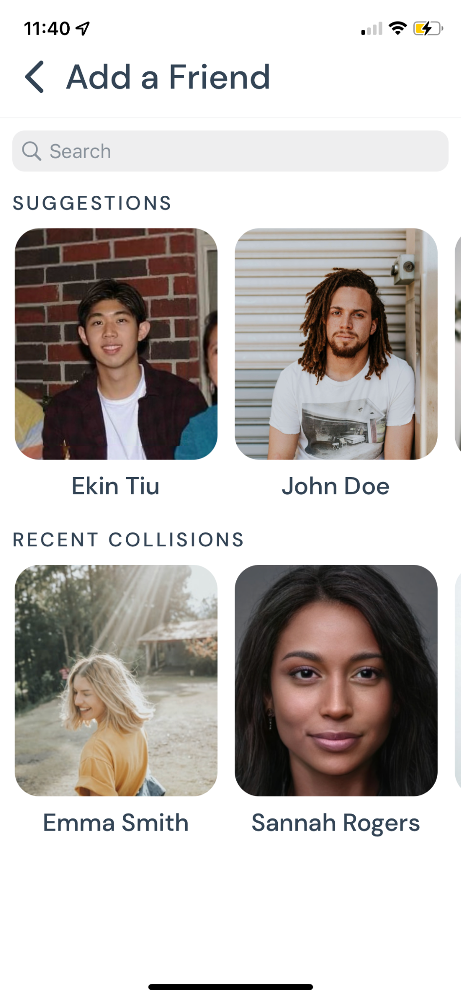 11:40
Add a Friend
Search
SUGGESTIONS
Ekin Tiu
John Doe
RECENT COLLISIONS
Emma Smith
Sannah Rogers